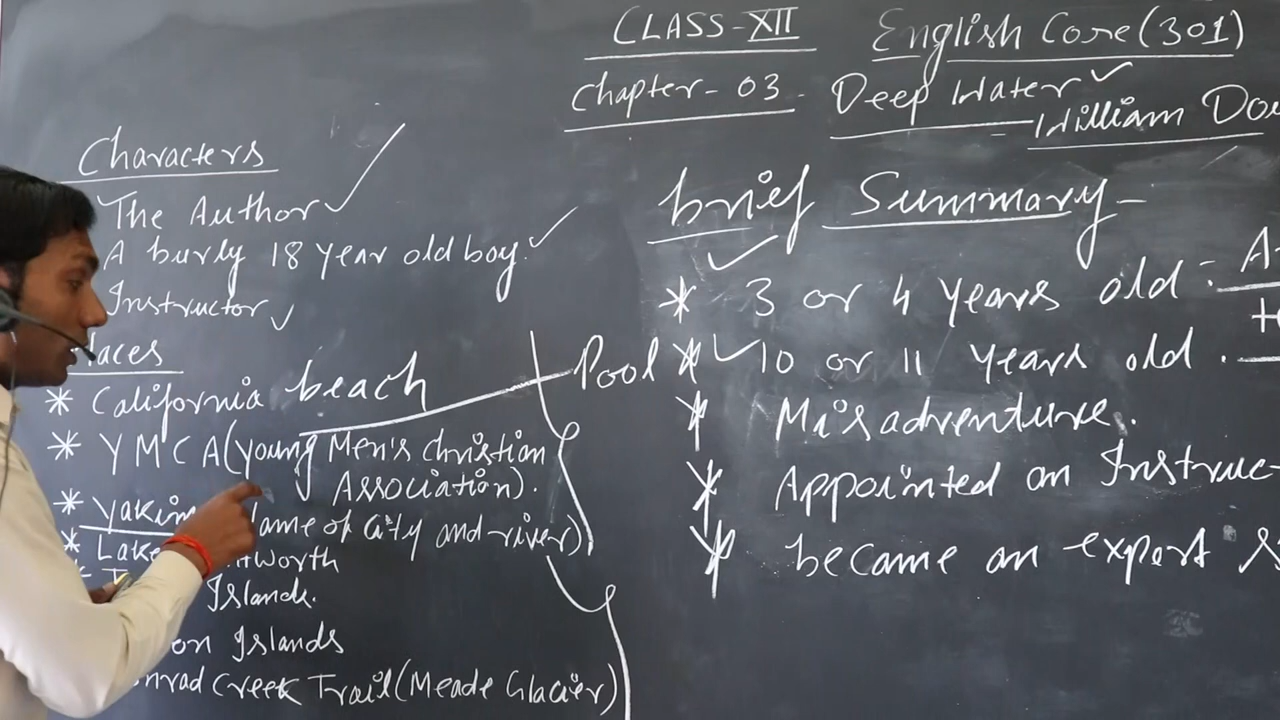 CLASS-XII English Core(301)
Chapter-03. Deep Water
William
Characters
The Author
A burly 18 year old boy.
Instructor
* California beach
Pool
* YMCA (young Men's christian
Association).
* Name of City and river)
* Lake
Islands.
Islands
Creek Trail (Meade Glacier)
brief Summary-
* 3 or 4 years old :
* 10 or 11 years old .
* Misadventure.
* Appointed an
* became an expert